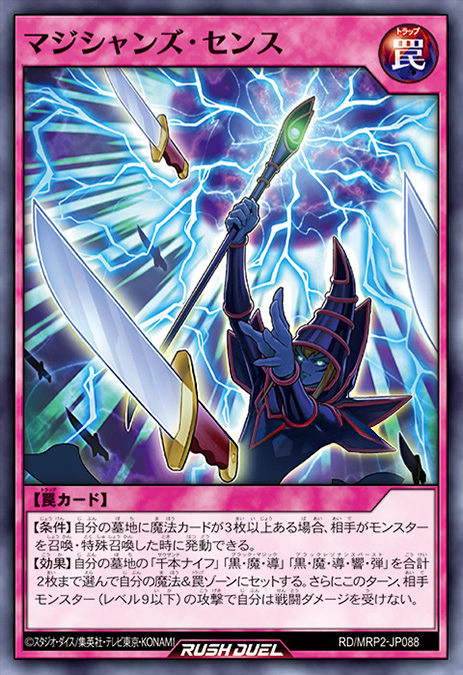 マジシャンズ・センス
トラップ
罠
トラップ
【罠カード】
【条件】自分の墓地に魔法カードが3枚以上ある場合、相手がモンスター
を召喚・特殊召喚した時に発動できる。
【効果】自分の墓地の「千本ナイフ」「黒・魔・導」「黒・魔・導・響・弾」を合計
2枚まで選んで自分の魔法&罠ゾーンにセットする。さらにこのターン、相手
モンスター（レベル9以下）の攻撃で自分は戦闘ダメージを受けない。
©スタジオ・ダイス/集英社・テレビ東京・KONAMI
RUSH DUEL
RD/MRP2-JP088